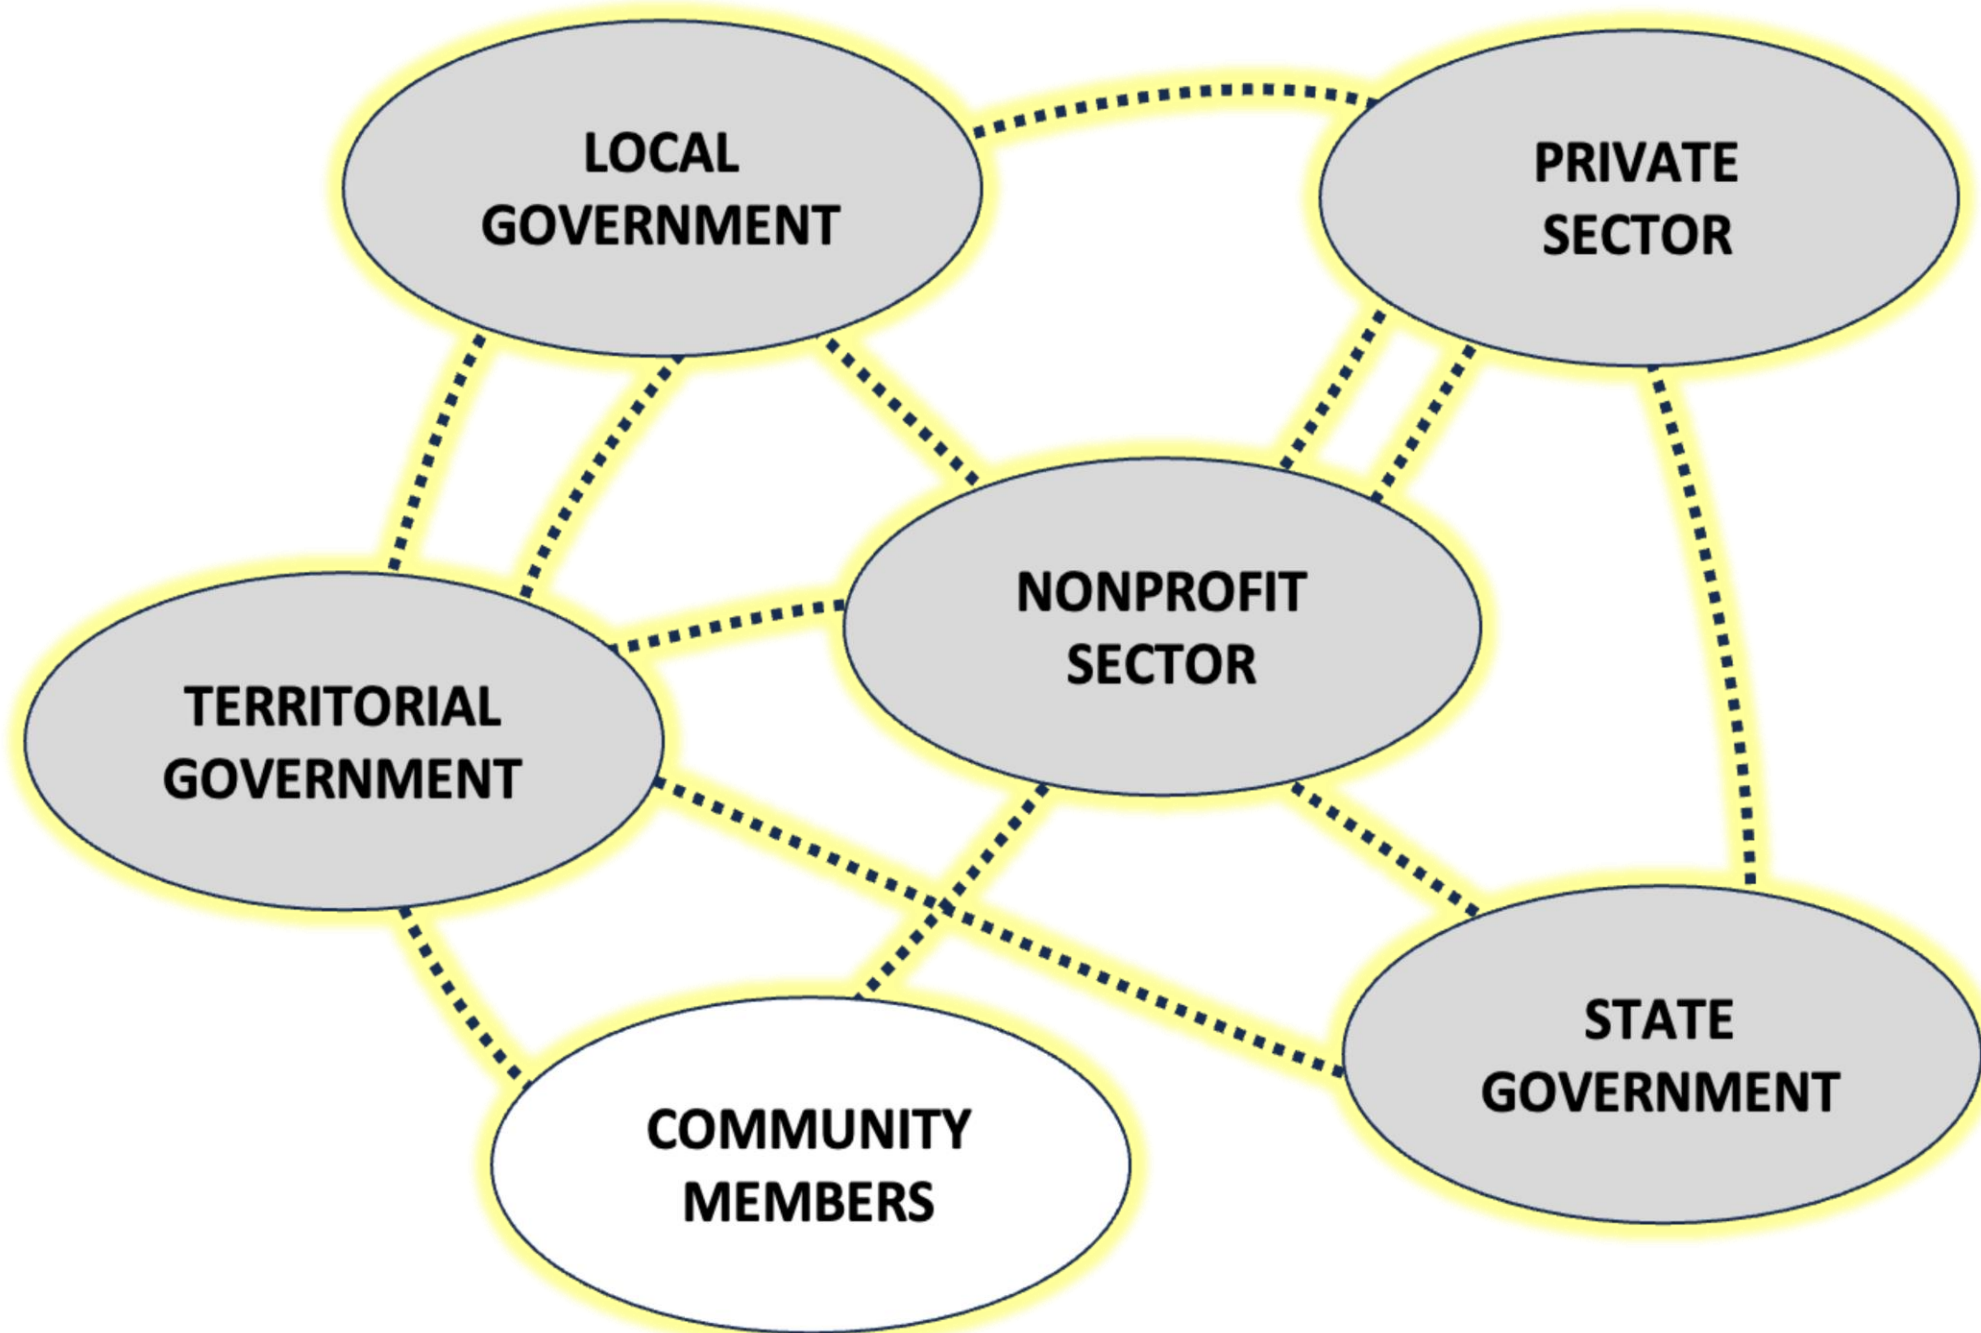 LOCAL
GOVERNMENT
PRIVATE
SECTOR
NONPROFIT
SECTOR
TERRITORIAL
GOVERNMENT
STATE
GOVERNMENT
COMMUNITY
MEMBERS